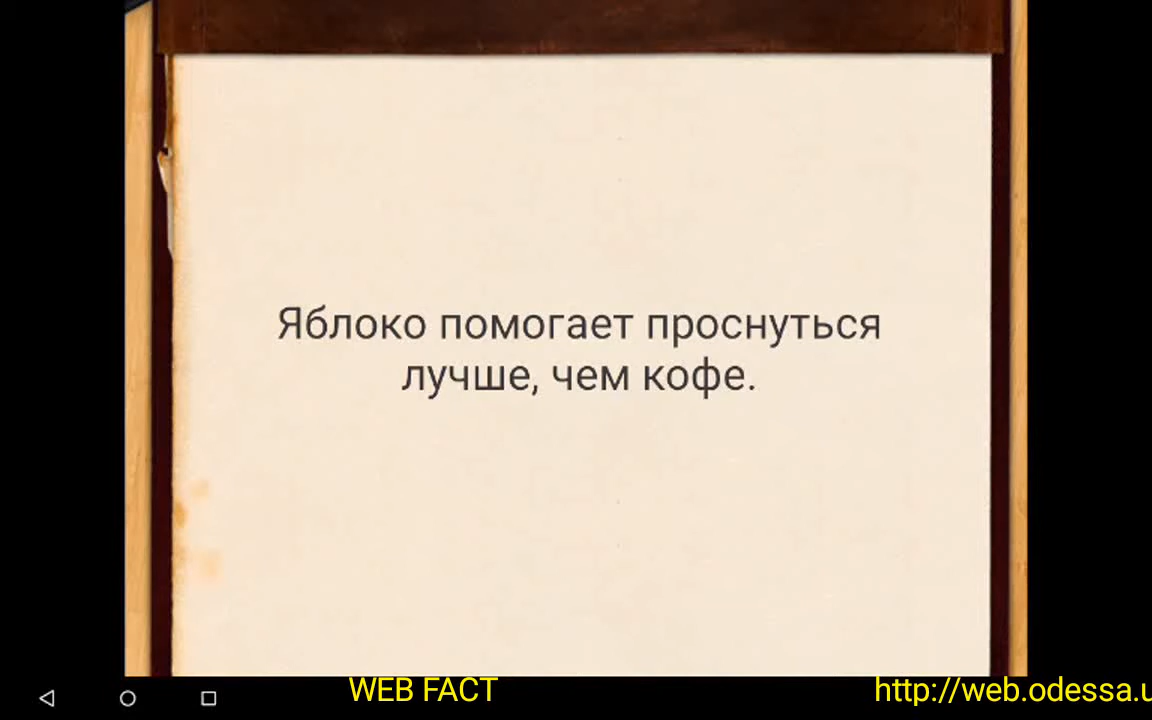 Яблоко помогает проснуться
лучше, чем кофе.
WEB FACT
http://web.odessa.u